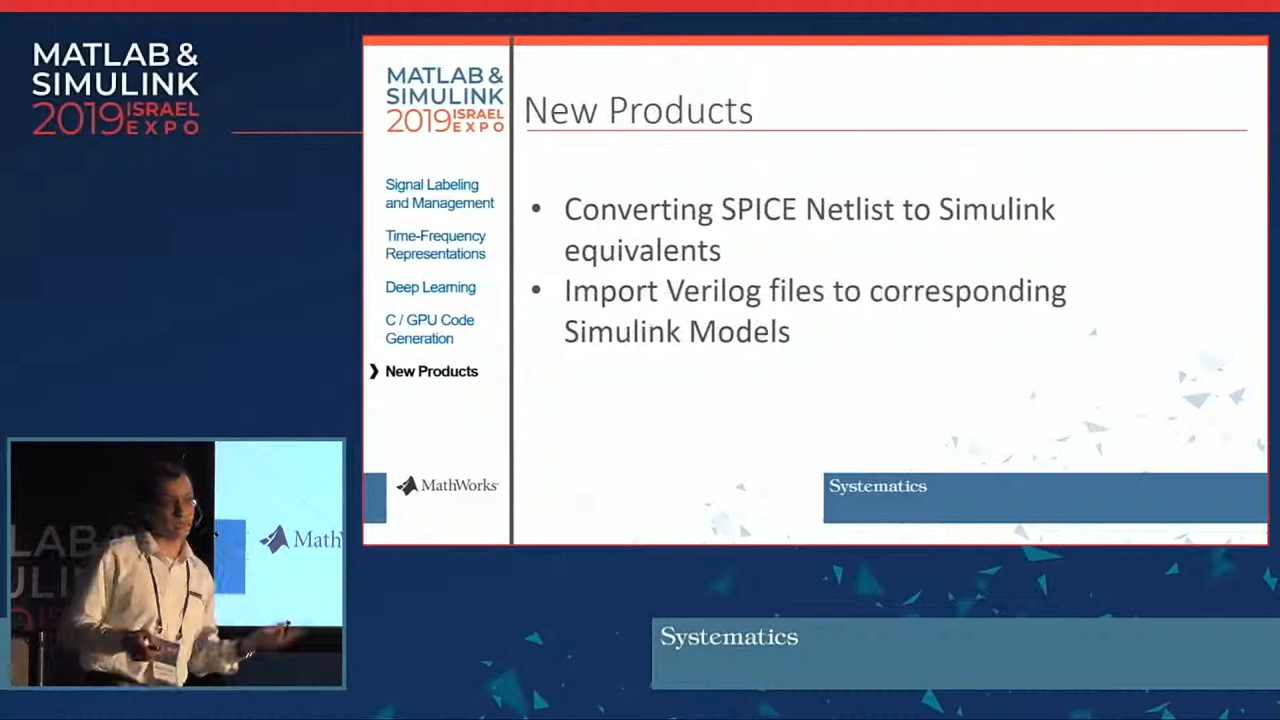 MATLAB &
SIMULINK
2019 ISRAEL
EXPO
MATLAB &
SIMULINK
2019 ISRAEL
EXPO
New Products
Signal Labeling
and Management
Time-Frequency
Representations
Deep Learning
C / GPU Code
Generation
❯ New Products
• Converting SPICE Netlist to Simulink
equivalents
• Import Verilog files to corresponding
Simulink Models
MathWorks
Systematics
Math
LAB &
Systematics